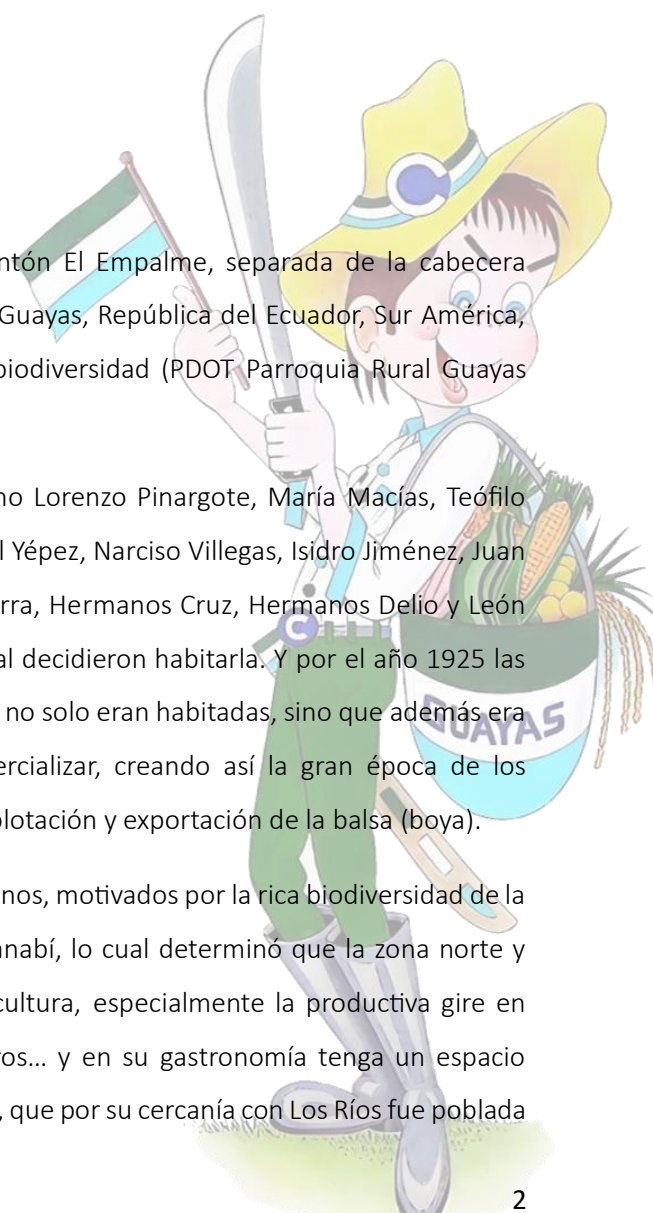 ntón El Empalme, separada de la cabecera
Guayas, República del Ecuador, Sur América,
biodiversidad (PDOT Parroquia Rural Guayas
no Lorenzo Pinargote, María Macías, Teófilo
l Yépez, Narciso Villegas, Isidro Jiménez, Juan
rra, Hermanos Cruz, Hermanos Delio y León
al decidieron habitarla. Y por el año 1925 las
no solo eran habitadas, sino que además era
ercializar, creando así la gran época de los
plotación y exportación de la balsa (boya).
nos, motivados por la rica biodiversidad de la
nabí, lo cual determinó que la zona norte y
cultura, especialmente la productiva gire en
ros... y en su gastronomía tenga un espacio
, que por su cercanía con Los Ríos fue poblada
C
C
GUAYAS
2